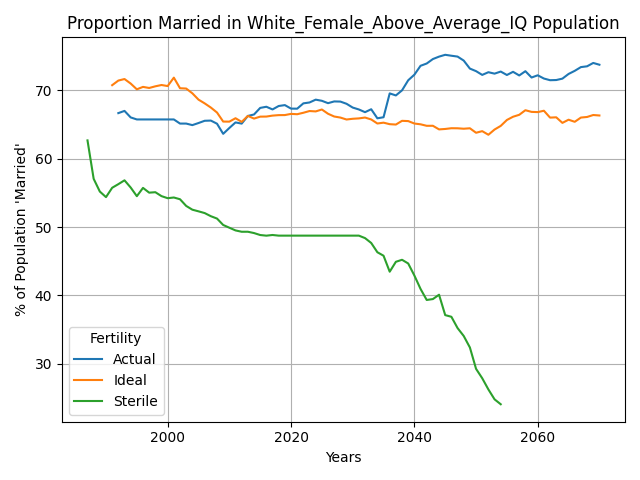 Proportion Married in White_Female_Above_Average_IQ Population
% of Population 'Married'
70
60
50
40
30
Fertility
Actual
Ideal
Sterile
2000 2020 2040 2060
Years